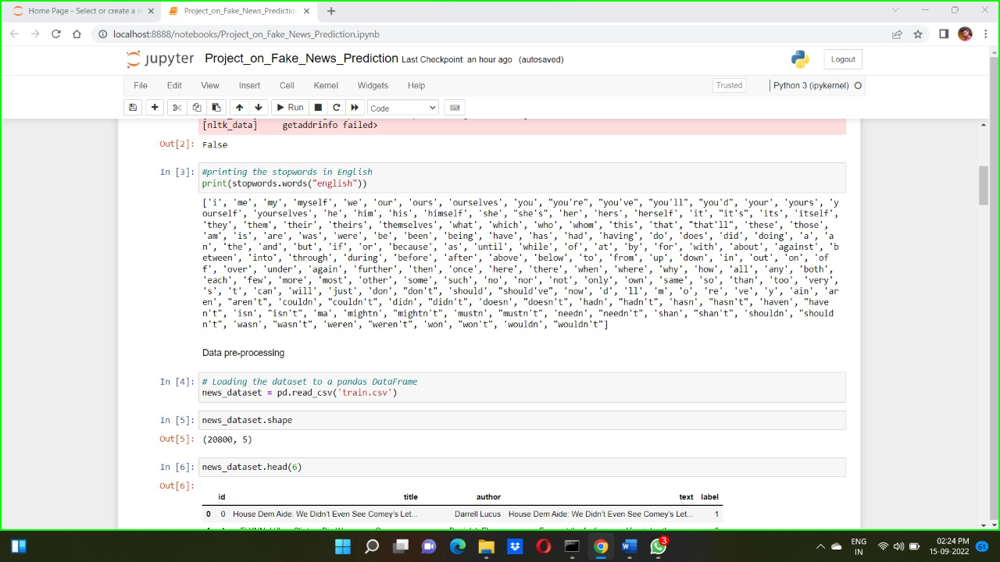 Home Page - Select or create a n
Project_on_Fake_News_Prediction
localhost:8888/notebooks/Project_on_Fake_News_Prediction.ipynb
jupyter Project_on_Fake_News_Prediction Last Checkpoint: an hour ago (autosaved)
Logout
File Edit View Insert Cell Kernel Widgets Help
Trusted
Python 3 (ipykernel)
Run
Code
[nltk_data] getaddrinfo failed>
Out[2]: False
In [3]: #printing the stopwords in English
print(stopwords.words("english"))
['i', 'me', 'my', 'myself', 'we', 'our', 'ours', 'ourselves', 'you', "you're", "you've", "you'll", "you'd", 'your', 'yours', 'y
ourself', 'yourselves', 'he', 'him', 'his', 'himself', 'she', "she's", 'her', 'hers', 'herself', 'it', "it's", 'its', 'itself',
'they', 'them', 'their', 'theirs', 'themselves', 'what', 'which', 'who', 'whom', 'this', 'that', "that'll", 'these', 'those',
'am', 'is', 'are', 'was', 'were', 'be', 'been', 'being', 'have', 'has', 'had', 'having', 'do', 'does', 'did', 'doing', 'a', 'a
n', 'the', 'and', 'but', 'if', 'or', 'because', 'as', 'until', 'while', 'of', 'at', 'by', 'for', 'with', 'about', 'against', 'b
etween', 'into', 'through', 'during', 'before', 'after', 'above', 'below', 'to', 'from', 'up', 'down', 'in', 'out', 'on', 'of
f', 'over', 'under', 'again', 'further', 'then', 'once', 'here', 'there', 'when', 'where', 'why', 'how', 'all', 'any', 'both',
'each', 'few', 'more', 'most', 'other', 'some', 'such', 'no', 'nor', 'not', 'only', 'own', 'same', 'so', 'than', 'too', 'very',
's', 't', 'can', 'will', 'just', 'don', "don't", 'should', "should've", 'now', 'd', 'll', 'm', 'o', 're', 've', 'y', 'ain', 'ar
en', "aren't", 'couldn', "couldn't", 'didn', "didn't", 'doesn', "doesn't", 'hadn', "hadn't", 'hasn', "hasn't", 'haven', "have
n't", 'isn', "isn't", 'ma', 'mightn', "mightn't", 'mustn', "mustn't", 'needn', "needn't", 'shan', "shan't", 'shouldn', "should
n't", 'wasn', "wasn't", 'weren', "weren't", 'won', "won't", 'wouldn', "wouldn't"]
Data pre-processing
In [4]: # Loading the dataset to a pandas DataFrame
news_dataset = pd.read_csv('train.csv')
In [5]: news_dataset.shape
Out[5]: (20800, 5)
In [6]: news_dataset.head(6)
Out[6]:
id title author text label
0 0 House Dem Aide: We Didn't Even See Comey's Let... Darrell Lucus House Dem Aide: We Didn't Even See Comey's Let... 1
3
ENG
IN
02:24 PM
15-09-2022
61